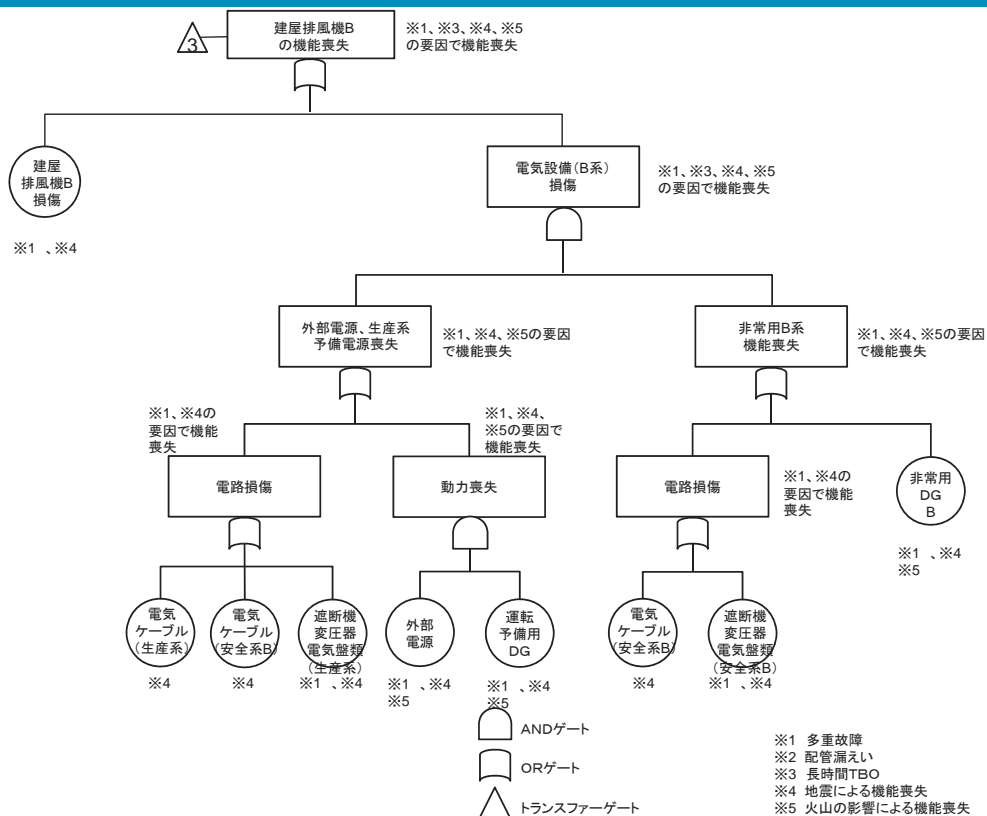 3
建屋排風機B
の機能喪失
※1、※3、※4、※5
の要因で機能喪失
建屋
排風機B
損傷
※1 、※4
電気設備(B系)
損傷
※1、※3、※4、※5
の要因で機能喪失
外部電源、生産系
予備電源喪失
※1、※4、※5の要因
で機能喪失
非常用B系
機能喪失
※1、※4、※5の要因
で機能喪失
※1、※4の
要因で機能
喪失
電路損傷
※1、※4、
※5の要因で
機能喪失
動力喪失
電路損傷
※1、※4の
要因で機能
喪失
非常用
DG
B
※1 、※4
※5
電気
ケーブル
(生産系)
※4
電気
ケーブル
(安全系B)
※4
遮断機
変圧器
電気盤類
(生産系)
※1 、※4
外部
電源
※1 、※4
※5
運転
予備用
DG
※1 、※4
※5
電気
ケーブル
(安全系B)
※4
遮断機
変圧器
電気盤類
(安全系B)
※1 、※4
ANDゲート
ORゲート
トランスファーゲート
※1 多重故障
※2 配管漏えい
※3 長時間TBO
※4 地震による機能喪失
※5 火山の影響による機能喪失